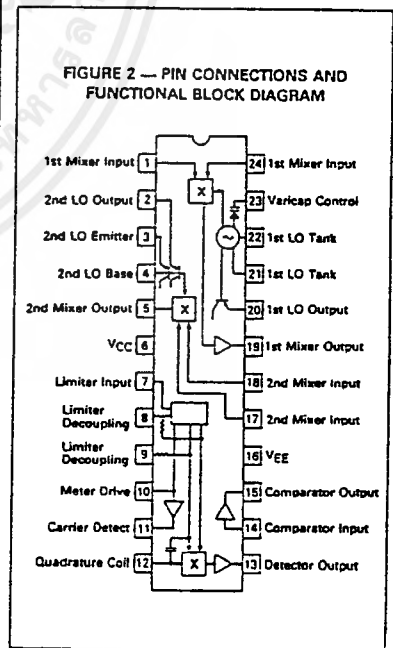 FIGURE 2 — PIN CONNECTIONS AND
FUNCTIONAL BLOCK DIAGRAM
1st Mixer Input 1
24 1st Mixer Input
2nd LO Output 2
23 Varicap Control
2nd LO Emitter 3
22 1st LO Tank
2nd LO Base 4
21 1st LO Tank
2nd Mixer Output 5
20 1st LO Output
VCC 6
19 1st Mixer Output
Limiter Input 7
18 2nd Mixer Input
Limiter
Decoupling 8
17 2nd Mixer Input
Limiter
Decoupling 9
16 VEE
Meter Drive 10
15 Comparator Output
Carrier Detect 11
14 Comparator Input
Quadrature Coil 12
13 Detector Output
X
X
X